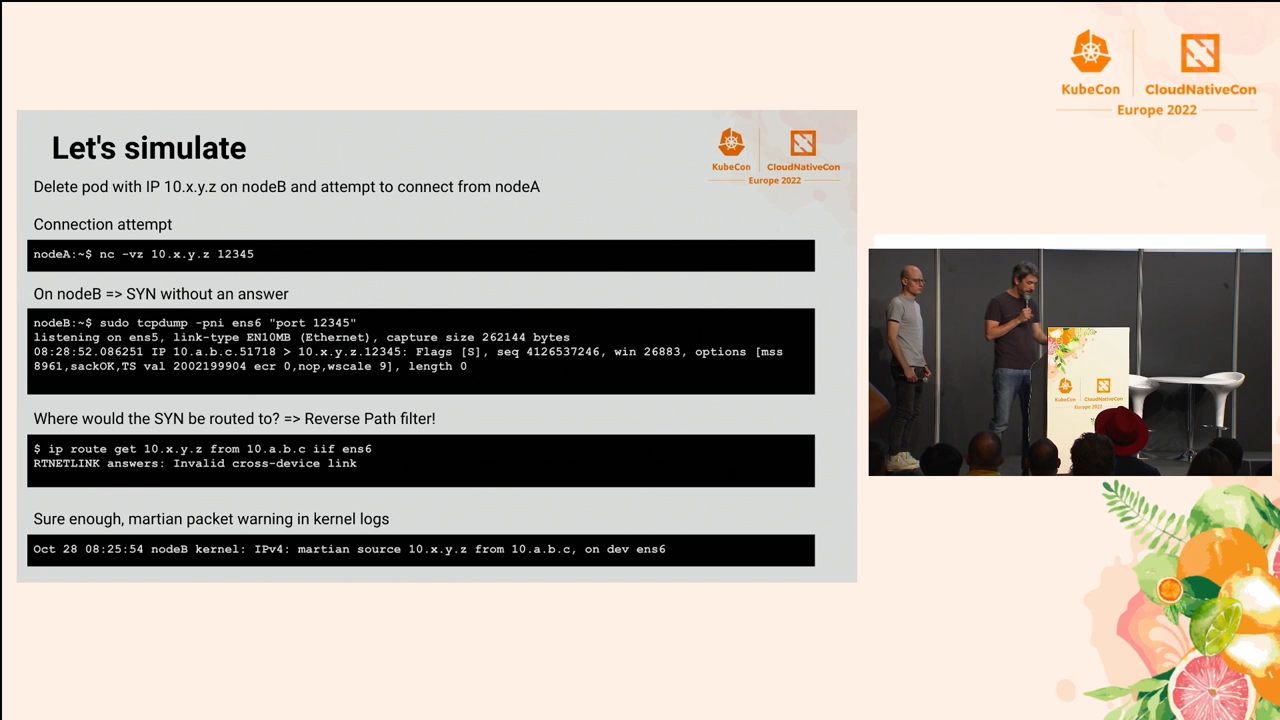 KubeCon
CloudNativeCon
Europe 2022
Let's simulate
KubeCon
CloudNativeCon
Europe 2022
Delete pod with IP 10.x.y.z on nodeB and attempt to connect from nodeA
Connection attempt
nodeA:~$ nc -vz 10.x.y.z 12345
On nodeB => SYN without an answer
nodeB:~$ sudo tcpdump -pni ens6 "port 12345"
listening on ens5, link-type EN10MB (Ethernet), capture size 262144 bytes
08:28:52.086251 IP 10.a.b.c.51718 > 10.x.y.z.12345: Flags [S], seq 4126537246, win 26883, options [mss
8961,sackOK,TS val 2002199904 ecr 0,nop,wscale 9], length 0
Where would the SYN be routed to? => Reverse Path filter!
$ ip route get 10.x.y.z from 10.a.b.c iif ens6
RTNETLINK answers: Invalid cross-device link
Sure enough, martian packet warning in kernel logs
Oct 28 08:25:54 nodeB kernel: IPv4: martian source 10.x.y.z from 10.a.b.c, on dev ens6
KubeCon
CloudNativeCon
Europe 2022